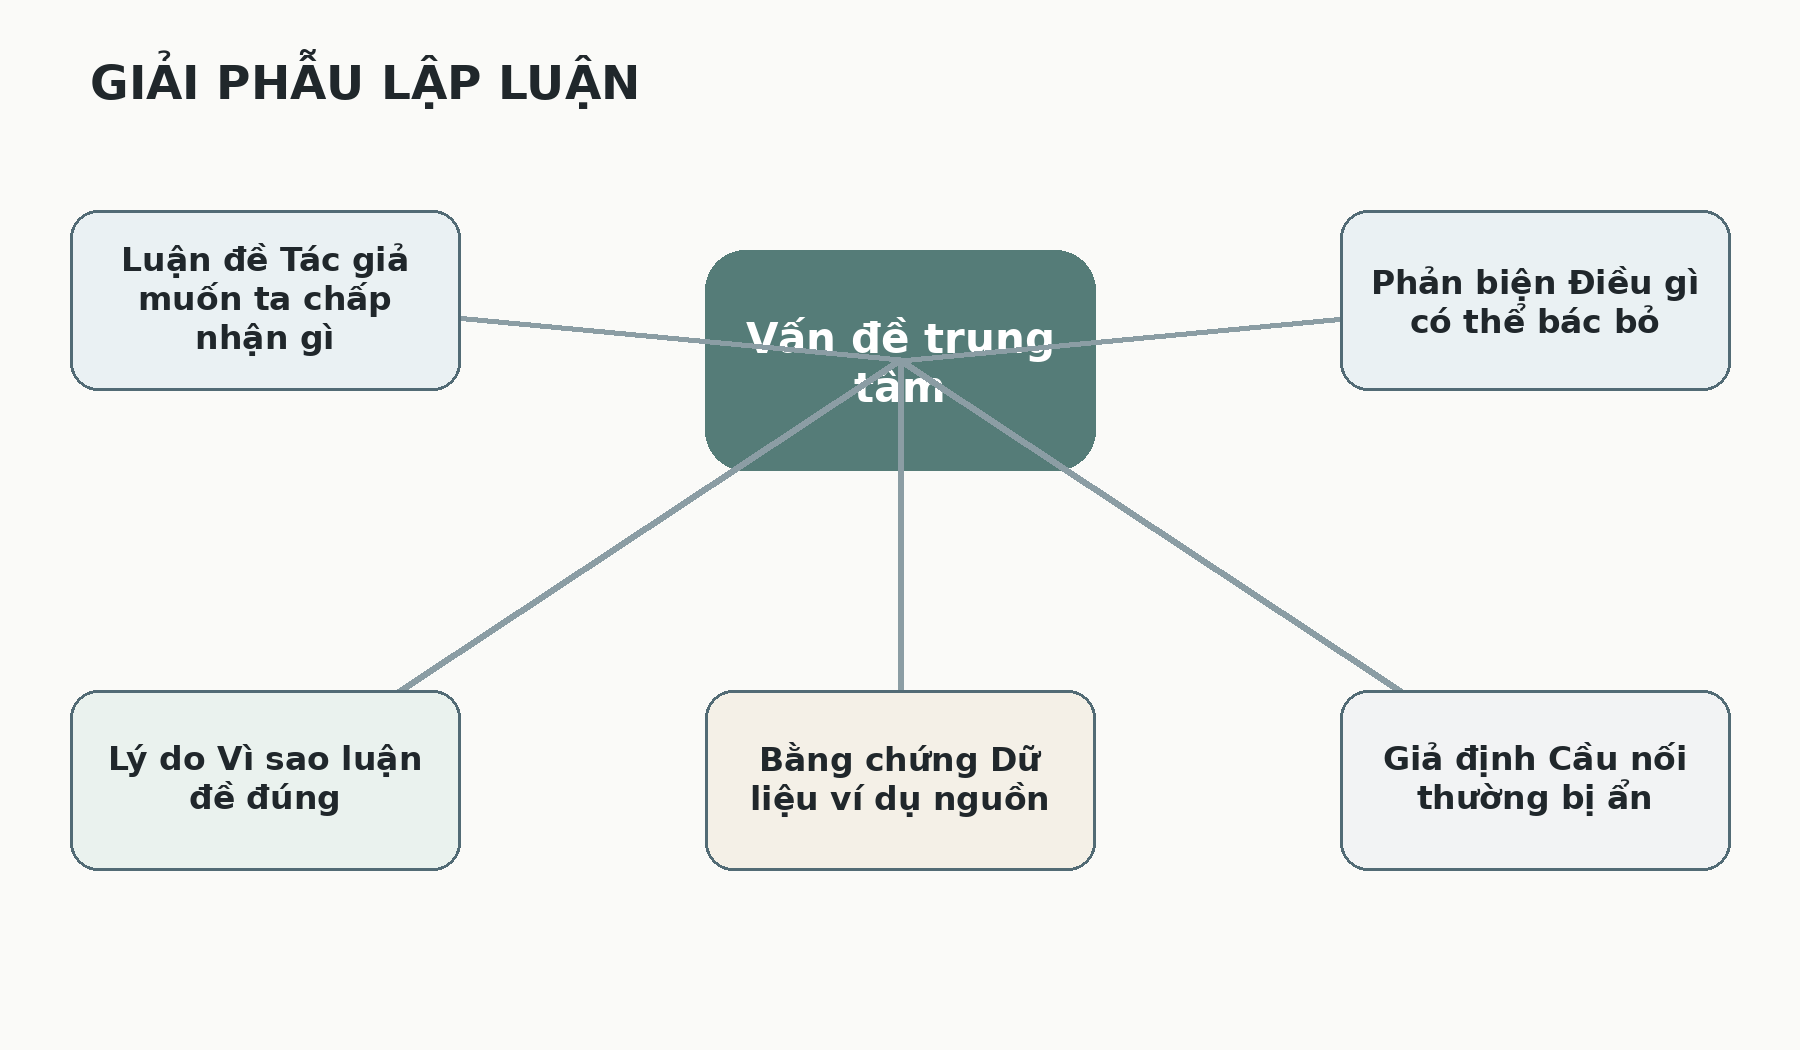 GIẢI PHẪU LẬP LUẬN
Luận đề Tác giả
muốn ta chấp
nhận gì
Vấn đề trung
tâm
Phản biện Điều gì
có thể bác bỏ
Lý do Vì sao luận
đề đúng
Bằng chứng Dữ
liệu ví dụ nguồn
Giả định Cầu nối
thường bị ẩn